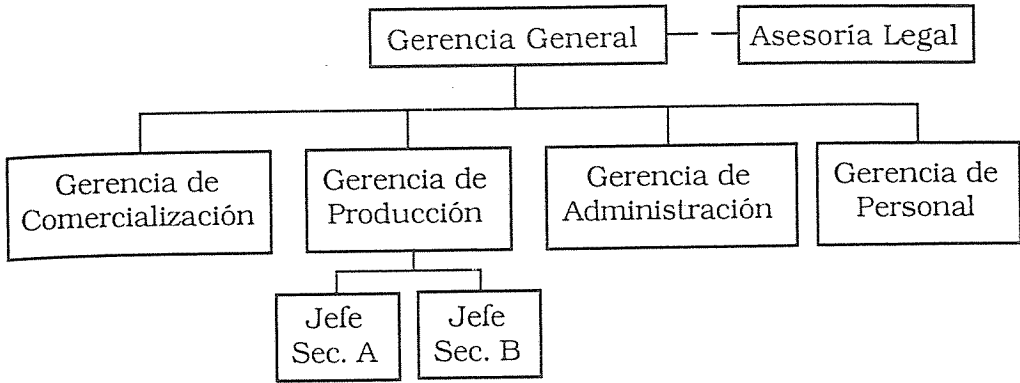 Gerencia General
Asesoría Legal
Gerencia de
Comercialización
Gerencia de
Producción
Gerencia de
Administración
Gerencia de
Personal
Jefe
Sec. A
Jefe
Sec. B